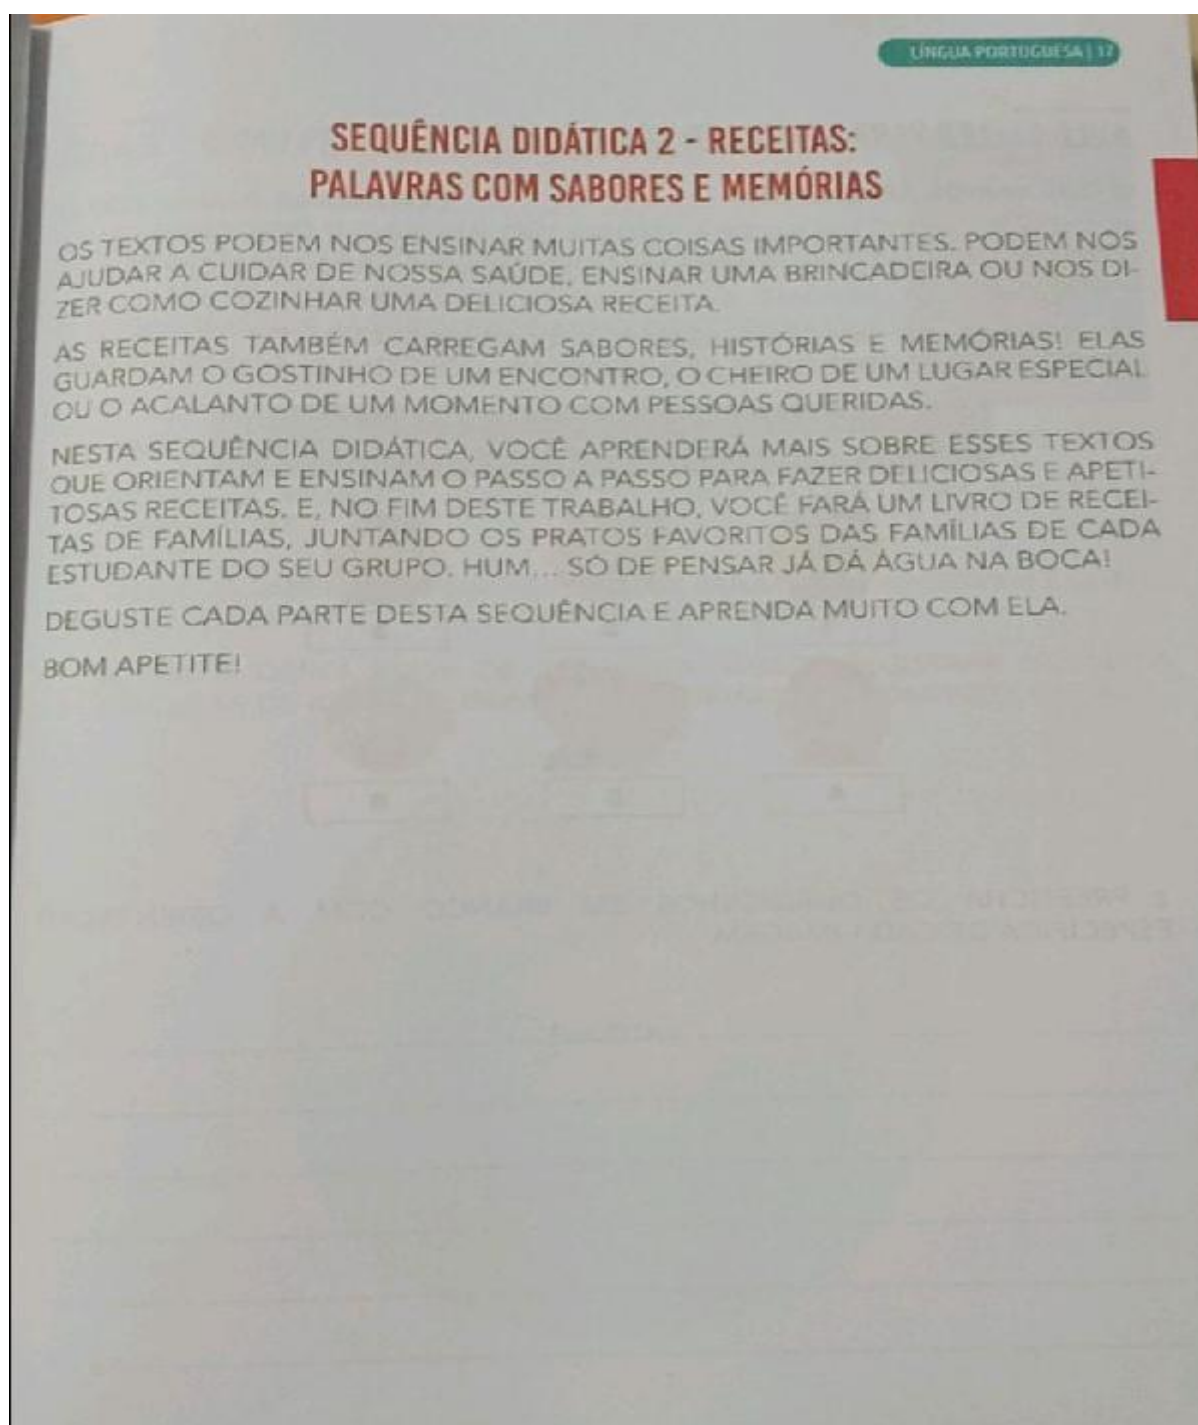 LÍNGUA PORTUGUESA | 17
SEQUÊNCIA DIDÁTICA 2 - RECEITAS:
PALAVRAS COM SABORES E MEMÓRIAS
OS TEXTOS PODEM NOS ENSINAR MUITAS COISAS IMPORTANTES. PODEM NOS
AJUDAR A CUIDAR DE NOSSA SAÚDE, ENSINAR UMA BRINCADEIRA OU NOS DI-
ZER COMO COZINHAR UMA DELICIOSA RECEITA.
AS RECEITAS TAMBÉM CARREGAM SABORES, HISTÓRIAS E MEMÓRIAS! ELAS
GUARDAM O GOSTINHO DE UM ENCONTRO, O CHEIRO DE UM LUGAR ESPECIAL
OU O ACALANTO DE UM MOMENTO COM PESSOAS QUERIDAS.
NESTA SEQUÊNCIA DIDÁTICA, VOCÊ APRENDERÁ MAIS SOBRE ESSES TEXTOS
QUE ORIENTAM E ENSINAM O PASSO A PASSO PARA FAZER DELICIOSAS E APETI-
TOSAS RECEITAS. E, NO FIM DESTE TRABALHO, VOCÊ FARÁ UM LIVRO DE RECEI-
TAS DE FAMÍLIAS, JUNTANDO OS PRATOS FAVORITOS DAS FAMÍLIAS DE CADA
ESTUDANTE DO SEU GRUPO. HUM... SÓ DE PENSAR JÁ DÁ ÁGUA NA BOCA!
DEGUSTE CADA PARTE DESTA SEQUÊNCIA E APRENDA MUITO COM ELA.
BOM APETITE!